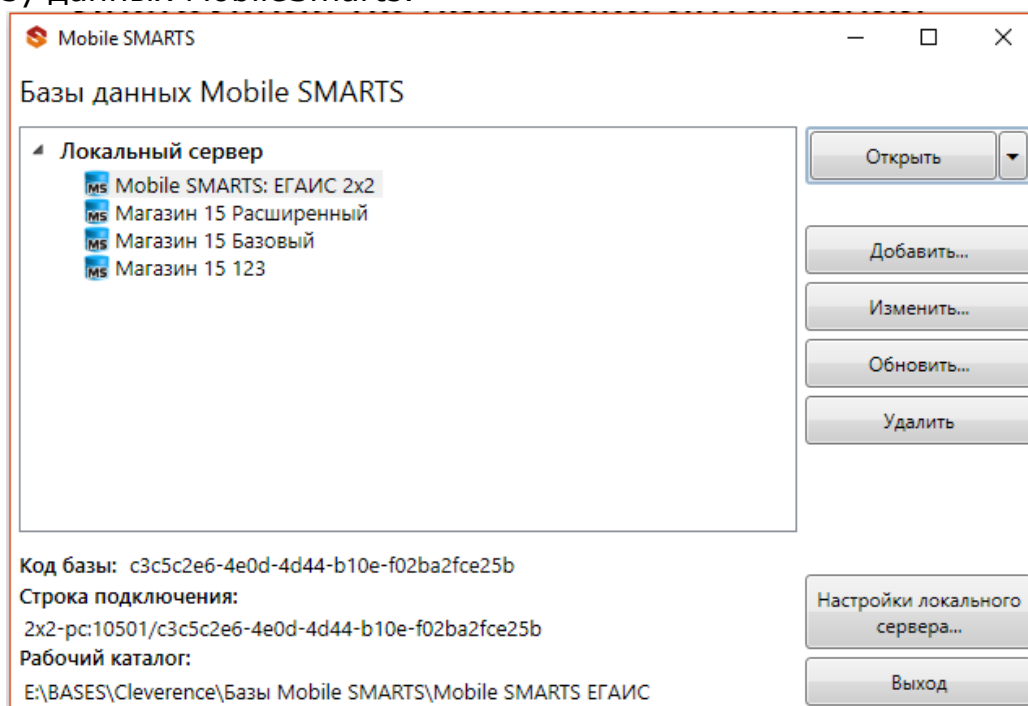 данных MobileSmarts.
Mobile SMARTS
Базы данных Mobile SMARTS
Локальный сервер
Mobile SMARTS: ЕГАИС 2x2
Магазин 15 Расширенный
Магазин 15 Базовый
Магазин 15 123
Открыть
Добавить...
Изменить...
Обновить...
Удалить
Код базы: c3c5c2e6-4e0d-4d44-b10e-f02ba2fce25b
Строка подключения:
2x2-pc:10501/c3c5c2e6-4e0d-4d44-b10e-f02ba2fce25b
Рабочий каталог:
E:\BASES\Cleverence\Базы Mobile SMARTS\Mobile SMARTS ЕГАИС
Настройки локального
сервера...
Выход